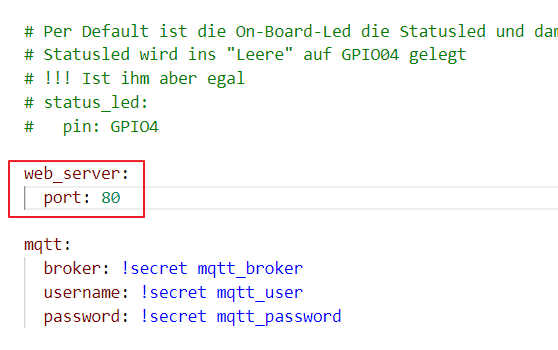 # Per Default ist die On-Board-Led die Statusled und
# Statusled wird ins "Leere" auf GPIO04 gelegt
# !!! Ist ihm aber egal
# status_led:
#   pin: GPIO4
web_server:
  port: 80
mqtt:
  broker: !secret mqtt_broker
  username: !secret mqtt_user
  password: !secret mqtt_password